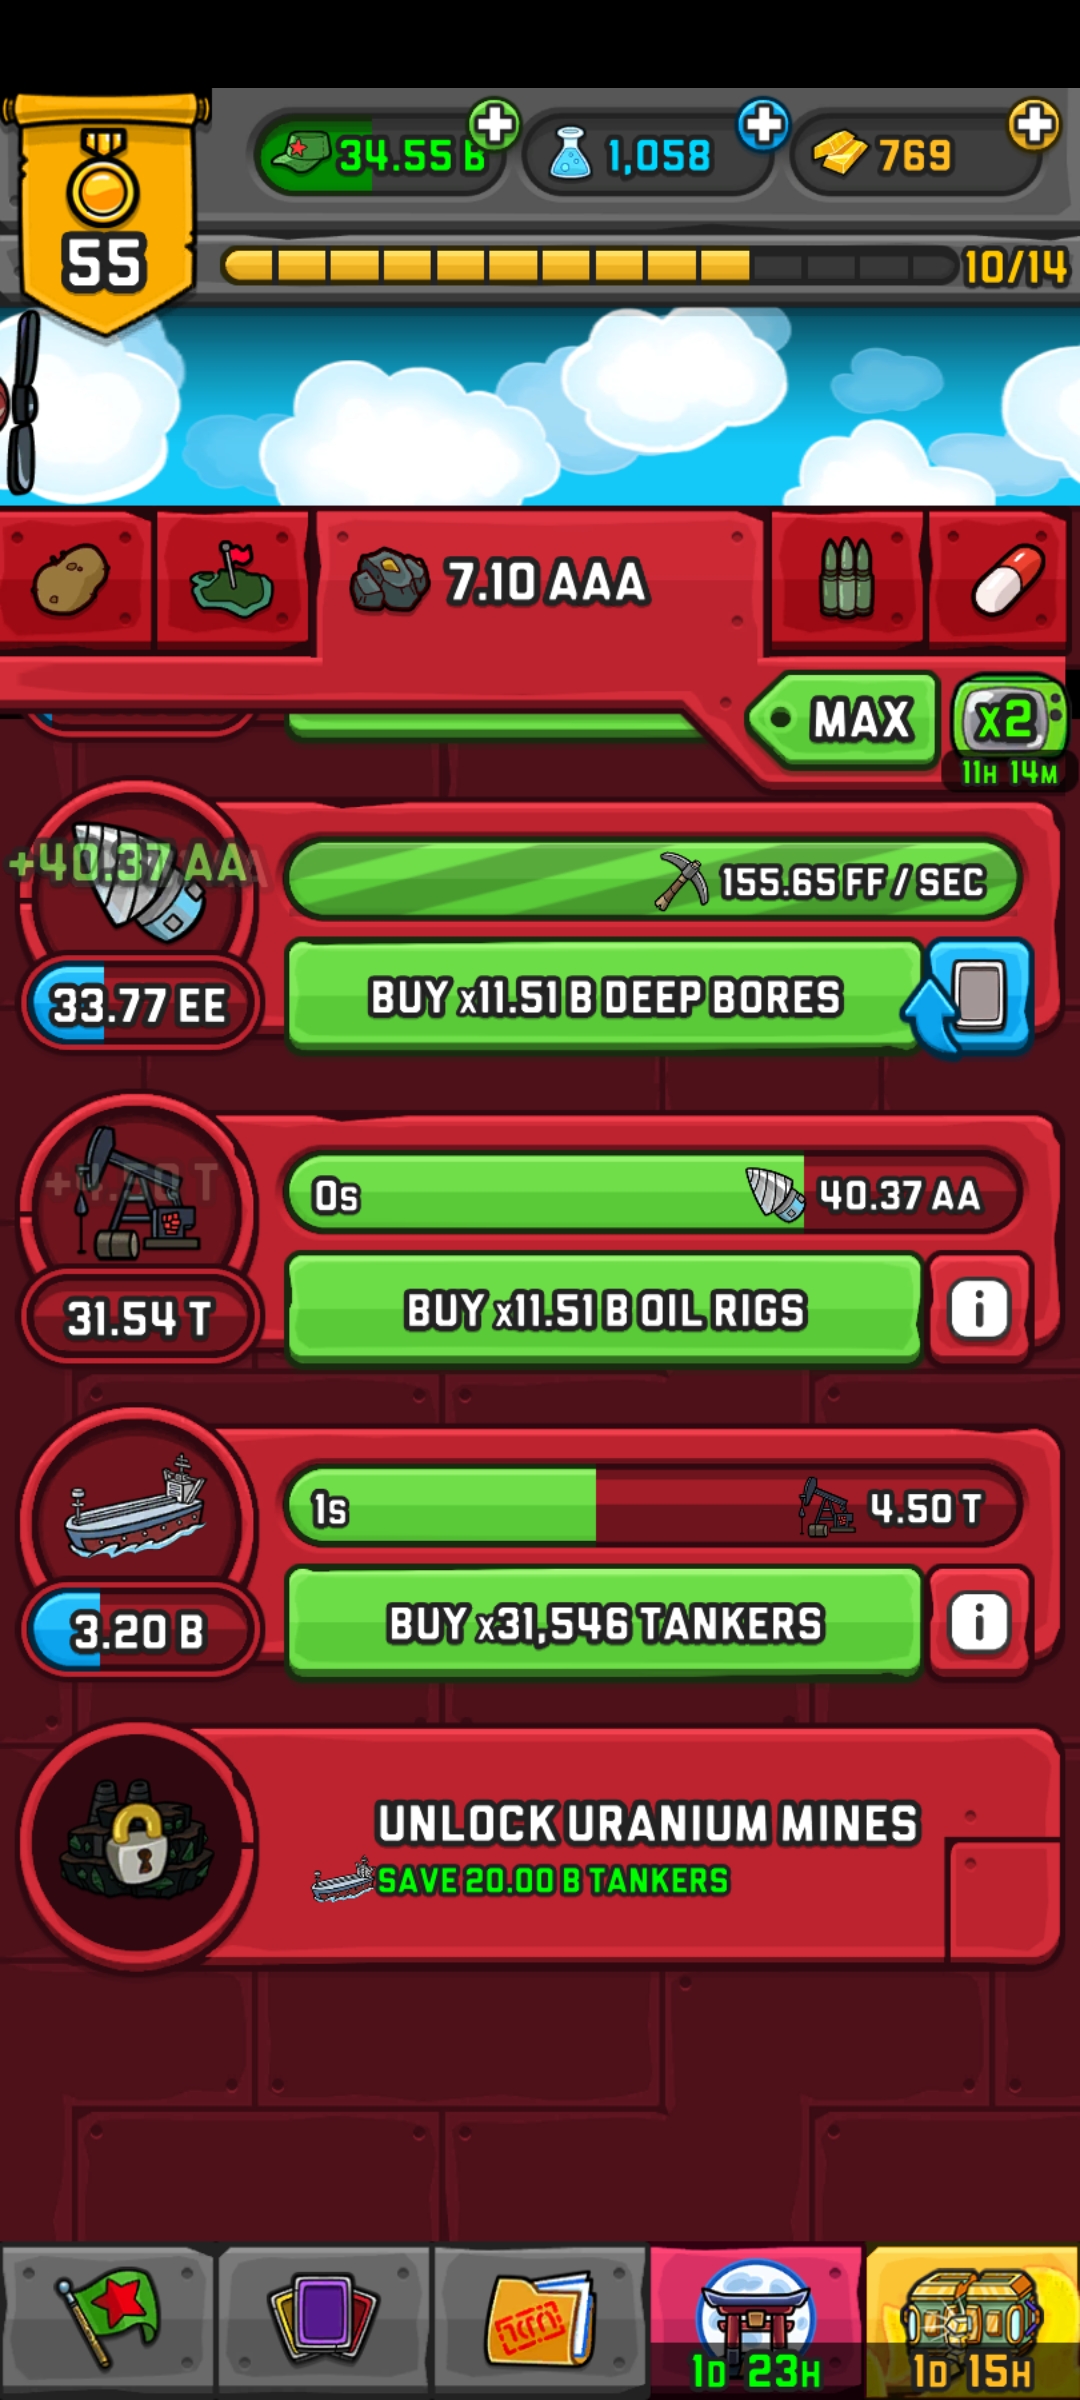 34.55 B
1,058
769
55
10/14
7.10 AAA
MAX
x2
11H 14M
+40.37 AA
155.65 FF / SEC
33.77 EE
BUY x11.51 B DEEP BORES
+4.50 T
0s
40.37 AA
31.54 T
BUY x11.51 B OIL RIGS
i
1s
4.50 T
3.20 B
BUY x31,546 TANKERS
i
UNLOCK URANIUM MINES
SAVE 20.00 B TANKERS
1D 23H
1D 15H